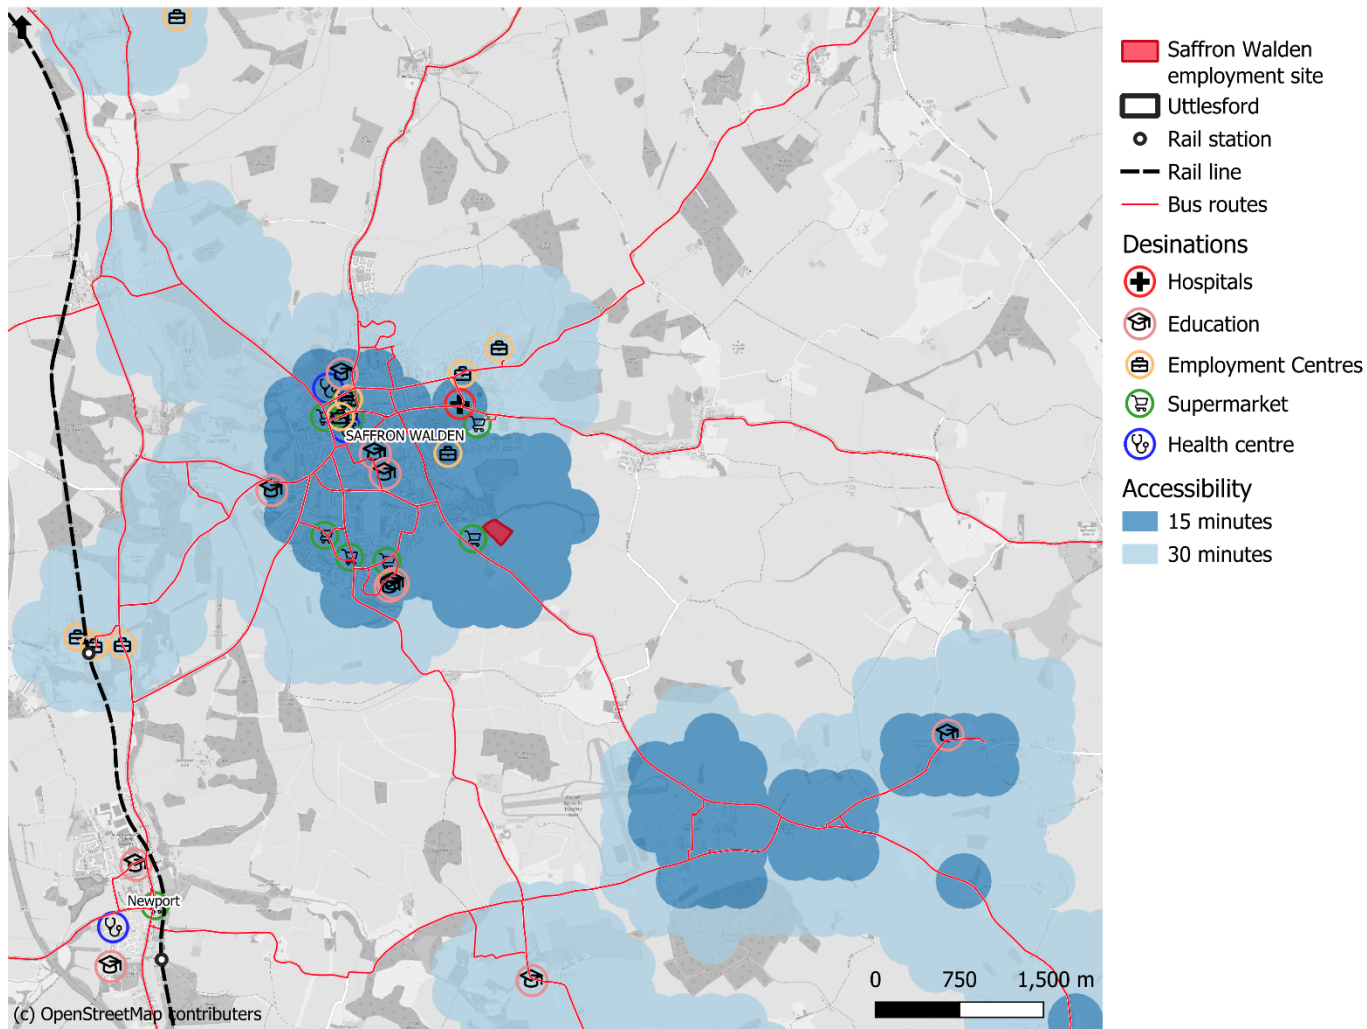 Saffron Walden
employment site
Uttlesford
Rail station
Rail line
Bus routes
Desinations
Hospitals
Education
Employment Centres
Supermarket
Health centre
Accessibility
15 minutes
30 minutes
SAFFRON WALDEN
Newport
0 750 1,500 m
(c) OpenStreetMap contributers